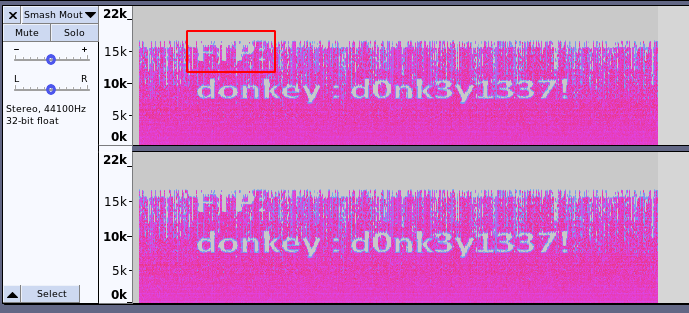 Smash Mout
Mute Solo
- +
L R
Stereo, 44100Hz
32-bit float
Select
22k
15k
10k
5k
0k
FTP:
donkey : d0nk3y1337!
22k
15k
10k
5k
0k
FTP:
donkey : d0nk3y1337!